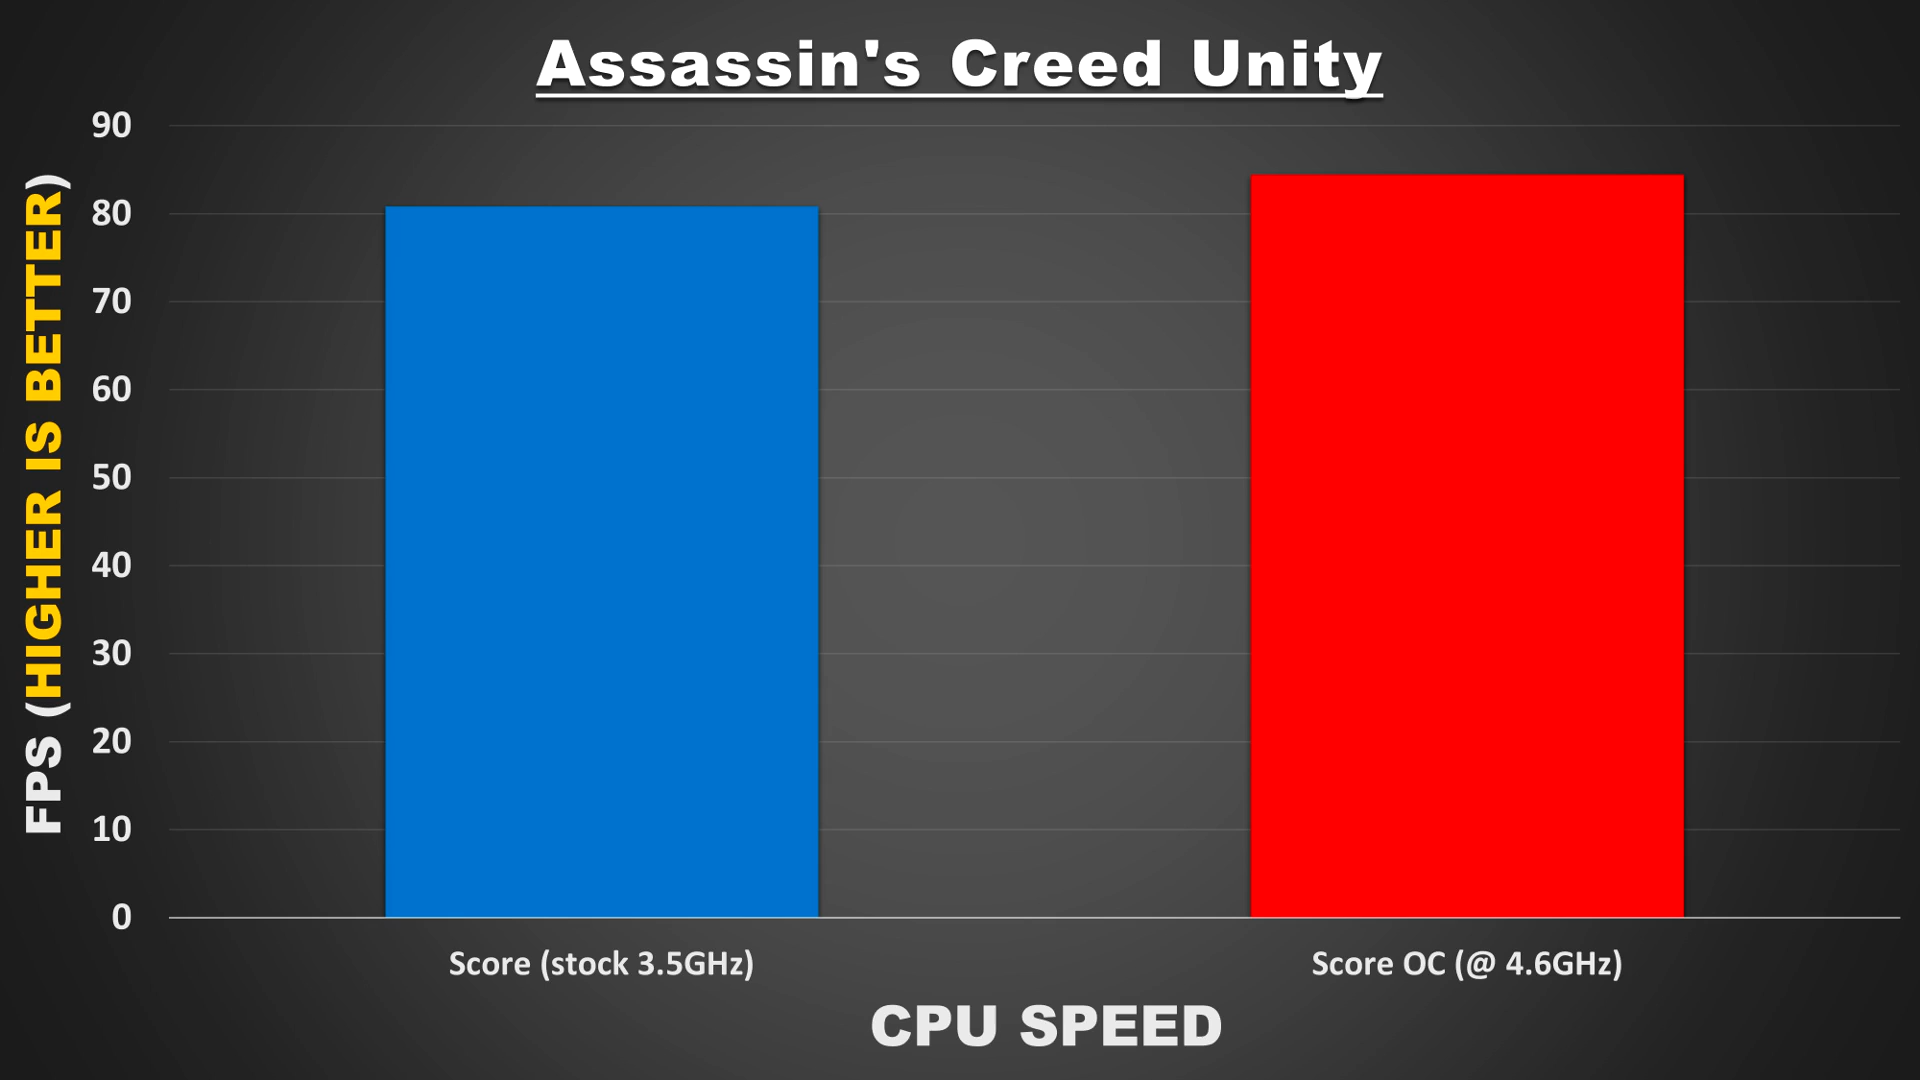 Assassin's Creed Unity
FPS (HIGHER IS BETTER)
90
80
70
60
50
40
30
20
10
0
Score (stock 3.5GHz)
Score OC (@ 4.6GHz)
CPU SPEED